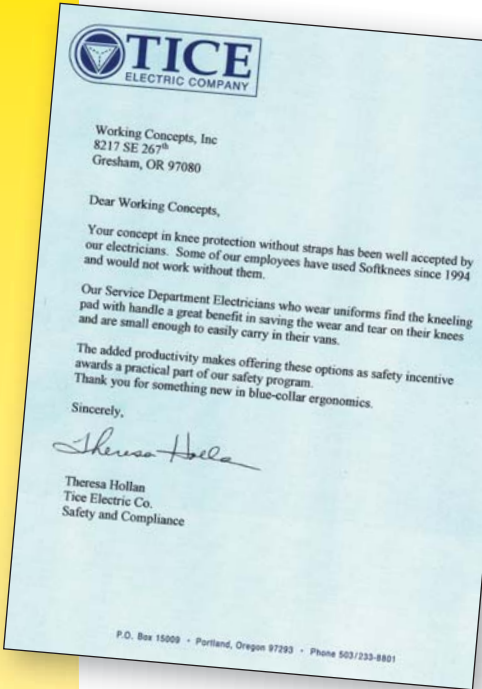 TICE
ELECTRIC COMPANY
Working Concepts, Inc
8217 SE 267th
Gresham, OR 97080
Dear Working Concepts,
Your concept in knee protection without straps has been well accepted by
our electricians. Some of our employees have used Softknees since 1994
and would not work without them.
Our Service Department Electricians who wear uniforms find the kneeling
pad with handle a great benefit in saving the wear and tear on their knees
and are small enough to easily carry in their vans.
The added productivity makes offering these options as safety incentive
awards a practical part of our safety program.
Thank you for something new in blue-collar ergonomics.
Sincerely,
Theresa Hollan
Theresa Hollan
Tice Electric Co.
Safety and Compliance
P.O. Box 15009 · Portland, Oregon 97293 · Phone 503/233-8801